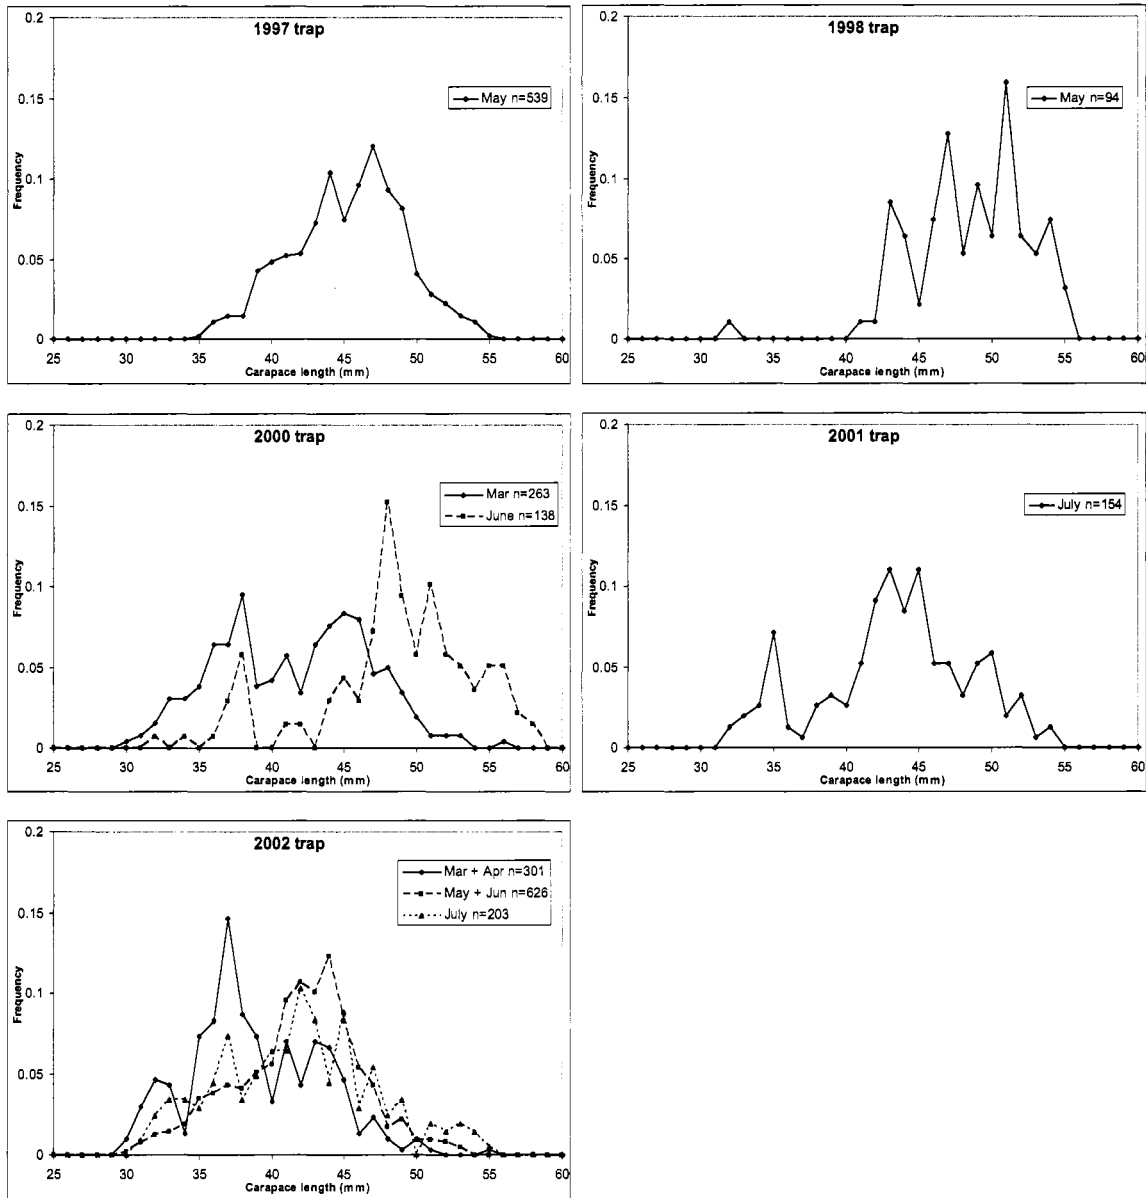 1997 trap
0.2
0.15
0.1
0.05
0
Frequency
May n=539
25 30 35 40 45 50 55 60
Carapace length (mm)
1998 trap
0.2
0.15
0.1
0.05
0
Frequency
May n=94
25 30 35 40 45 50 55 60
Carapace length (mm)
2000 trap
0.2
0.15
0.1
0.05
0
Frequency
Mar n=263
June n=138
25 30 35 40 45 50 55 60
Carapace length (mm)
2001 trap
0.2
0.15
0.1
0.05
0
Frequency
July n=154
25 30 35 40 45 50 55 60
Carapace length (mm)
2002 trap
0.2
0.15
0.1
0.05
0
Frequency
Mar + Apr n=301
May + Jun n=626
July n=203
25 30 35 40 45 50 55 60
Carapace length (mm)